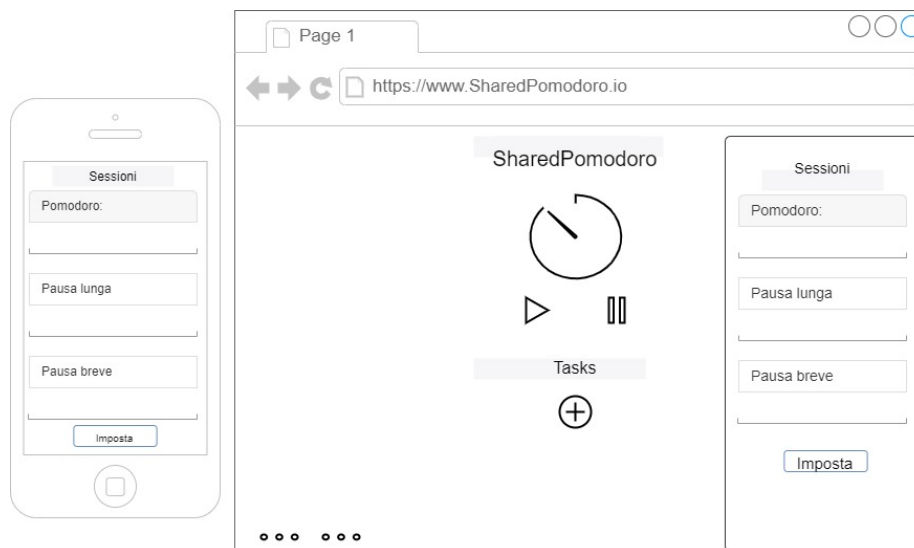 Sessioni
Pomodoro:
Pausa lunga
Pausa breve
Imposta
Page 1
https://www.SharedPomodoro.io
SharedPomodoro
Tasks
Sessioni
Pomodoro:
Pausa lunga
Pausa breve
Imposta